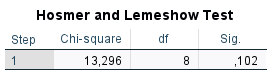 Hosmer and Lemeshow Test
Step Chi-square df Sig.
1 13,296 8 ,102